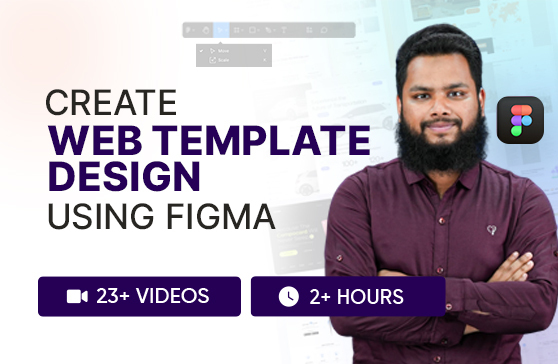 CREATE
WEB TEMPLATE
DESIGN
USING FIGMA
23+ VIDEOS
2+ HOURS